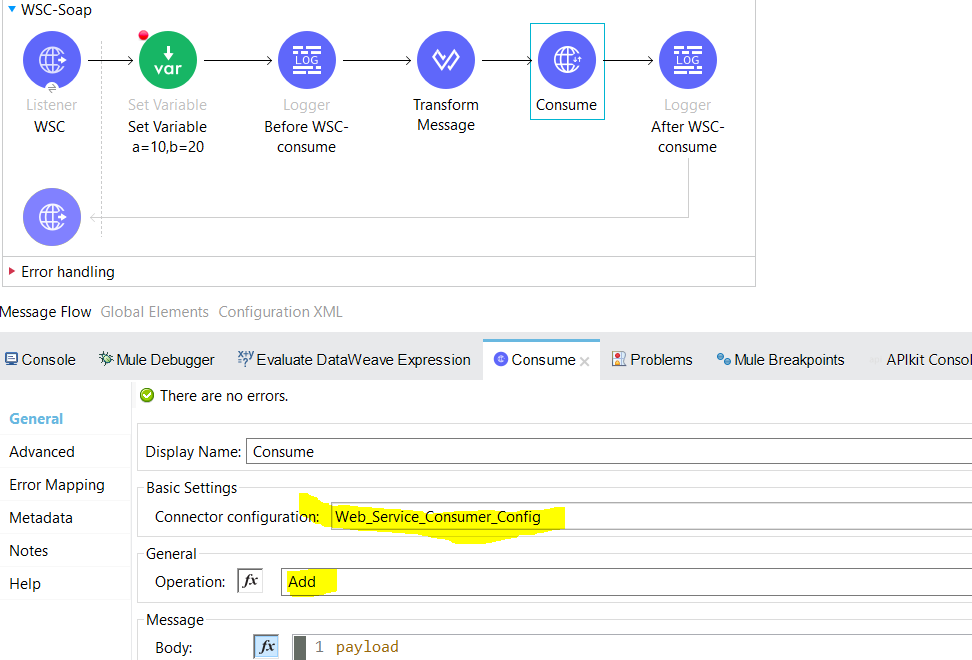 WSC-Soap
var
LOG
LOG
Listener
Set Variable
Logger
Transform
Consume
Logger
WSC
Set Variable
Before WSC-
Message
After WSC-
a=10,b=20
consume
consume
Error handling
Message Flow Global Elements Configuration XML
Console Mule Debugger x+y =? Evaluate DataWeave Expression Consume Problems Mule Breakpoints APIkit Consol
There are no errors.
General
Advanced
Error Mapping
Metadata
Notes
Help
Display Name: Consume
Basic Settings
Connector configuration: Web_Service_Consumer_Config
General
Operation: fx Add
Message
Body: fx 1 payload